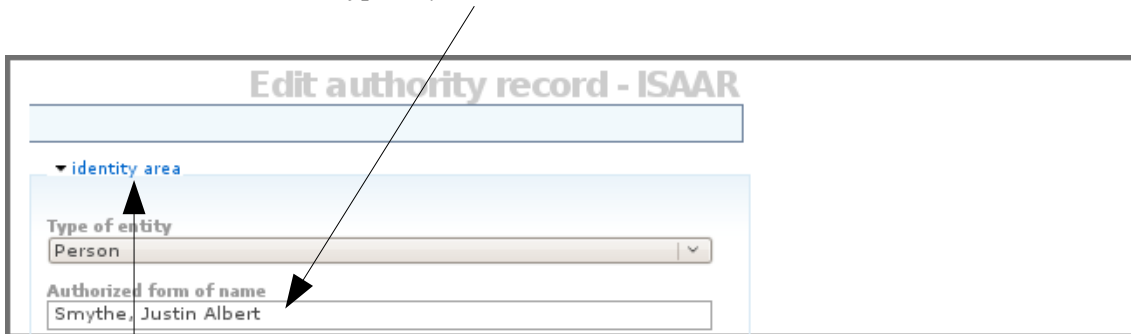 Edit authority record - ISAAR
identity area
Type of entity
Person
Authorized form of name
Smythe, Justin Albert